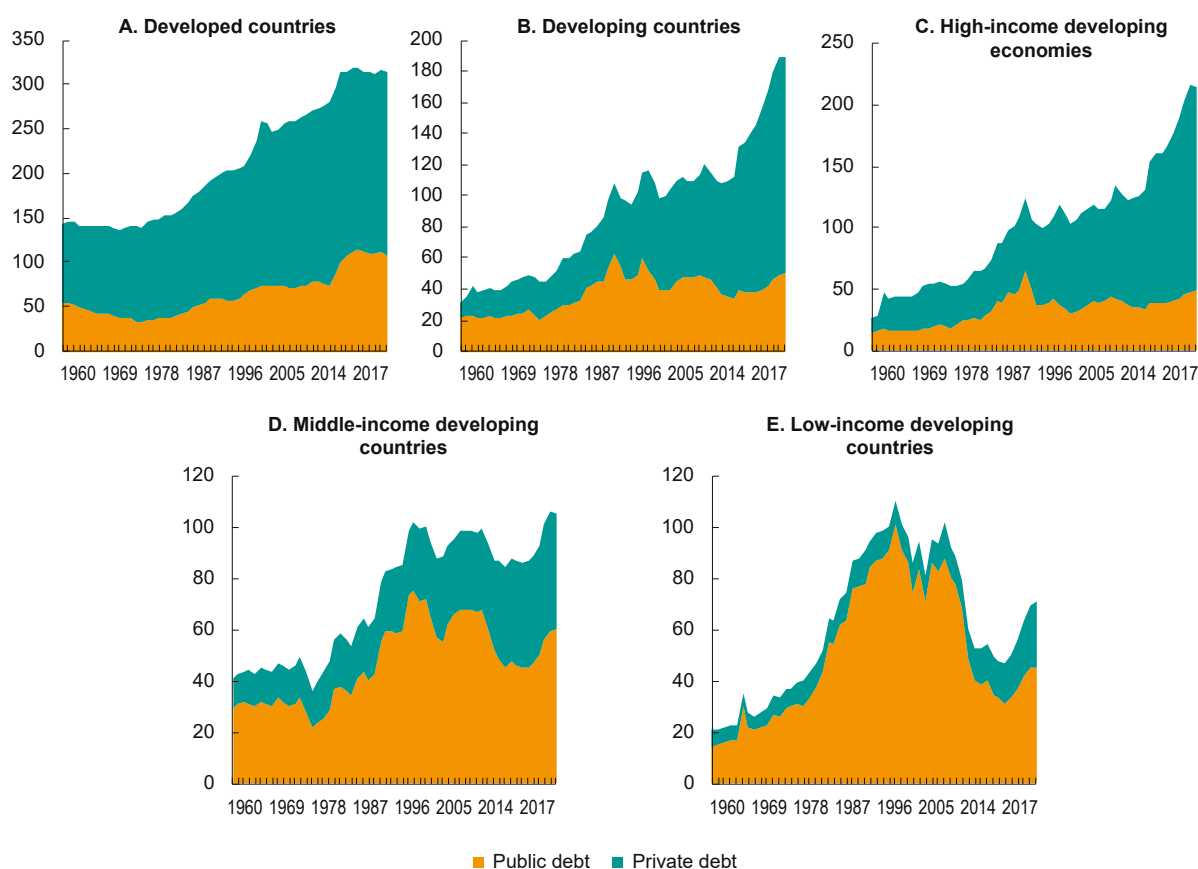 A. Developed countries
350
300
250
200
150
100
50
0
1960 1969 1978 1987 1996 2005 2014 2017
B. Developing countries
200
180
160
140
120
100
80
60
40
20
0
1960 1969 1978 1987 1996 2005 2014 2017
C. High-income developing
economies
250
200
150
100
50
0
1960 1969 1978 1987 1996 2005 2014 2017
D. Middle-income developing
countries
120
100
80
60
40
20
0
1960 1969 1978 1987 1996 2005 2014 2017
E. Low-income developing
countries
120
100
80
60
40
20
0
1960 1969 1978 1987 1996 2005 2014 2017
Public debt Private debt